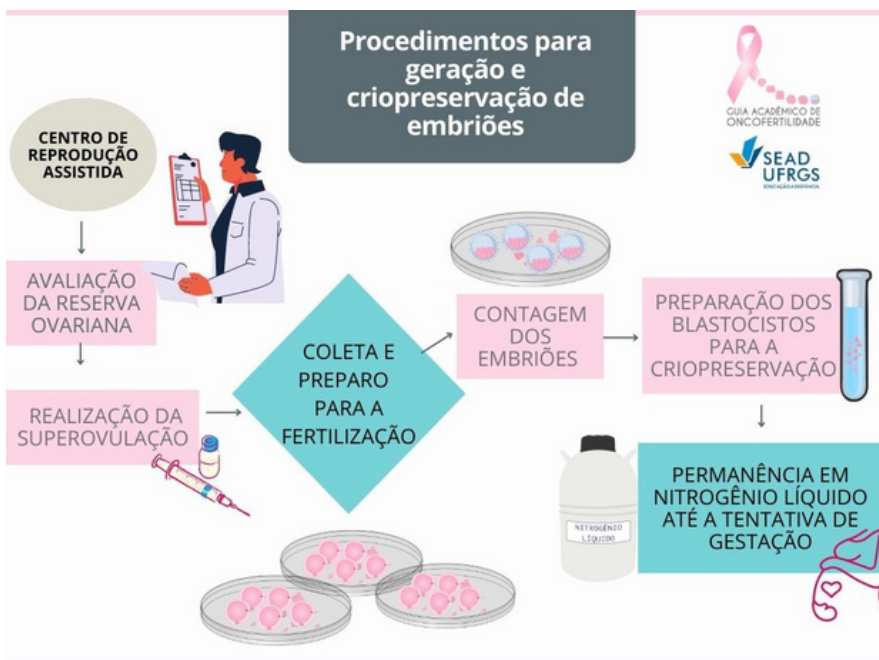 Procedimentos para
geração e
criopreservação de
embriões
GUIA ACADÊMICO DE
ONCOFERTILIDADE
SEAD
UFRGS
EDUCAÇÃO A DISTÂNCIA
CENTRO DE
REPRODUÇÃO
ASSISTIDA
AVALIAÇÃO
DA RESERVA
OVARIANA
REALIZAÇÃO DA
SUPEROVULAÇÃO
COLETA E
PREPARO
PARA A
FERTILIZAÇÃO
CONTAGEM
DOS
EMBRIÕES
PREPARAÇÃO DOS
BLASTOCISTOS
PARA A
CRIOPRESERVAÇÃO
PERMANÊNCIA EM
NITROGÊNIO LÍQUIDO
ATÉ A TENTATIVA DE
GESTAÇÃO
NITROGÊNIO
LÍQUIDO